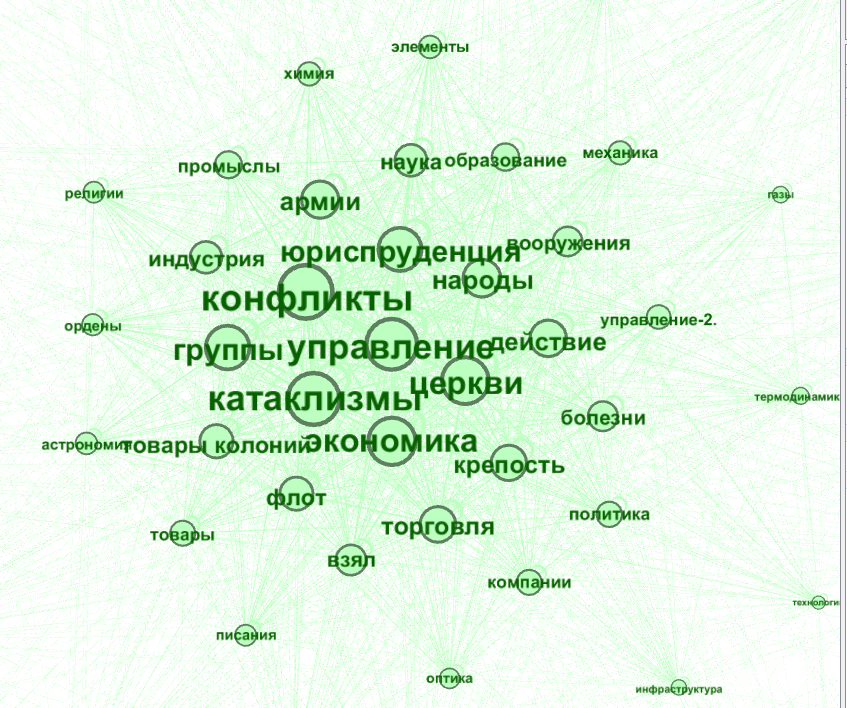 элементы
химия
наука
образование
механика
промыслы
религии
газы
армии
юриспруденция
вооружения
индустрия
народы
конфликты
управление-2.
ордены
действие
группы
управление
церкви
термодинамик
катаклизмы
болезни
экономика
товары колоний
астрономия
крепость
флот
политика
торговля
товары
взял
компании
технологи
писания
оптика
инфраструктура